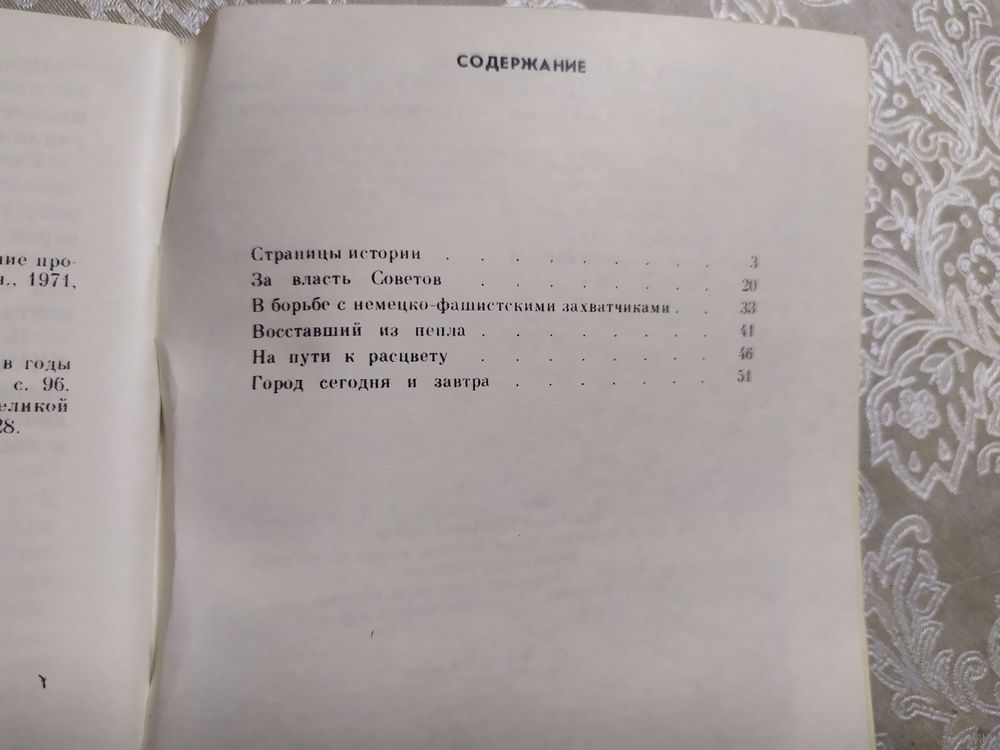 ние про-
1971,
в годы
с. 96.
еликой
28.
СОДЕРЖАНИЕ
Страницы истории . . . . . . . . . 3
За власть Советов . . . . . . . . 20
В борьбе с немецко-фашистскими захватчиками . . 33
Восставший из пепла . . . . . . . . 41
На пути к расцвету . . . . . . . . 46
Город сегодня и завтра . . . . . . . 51